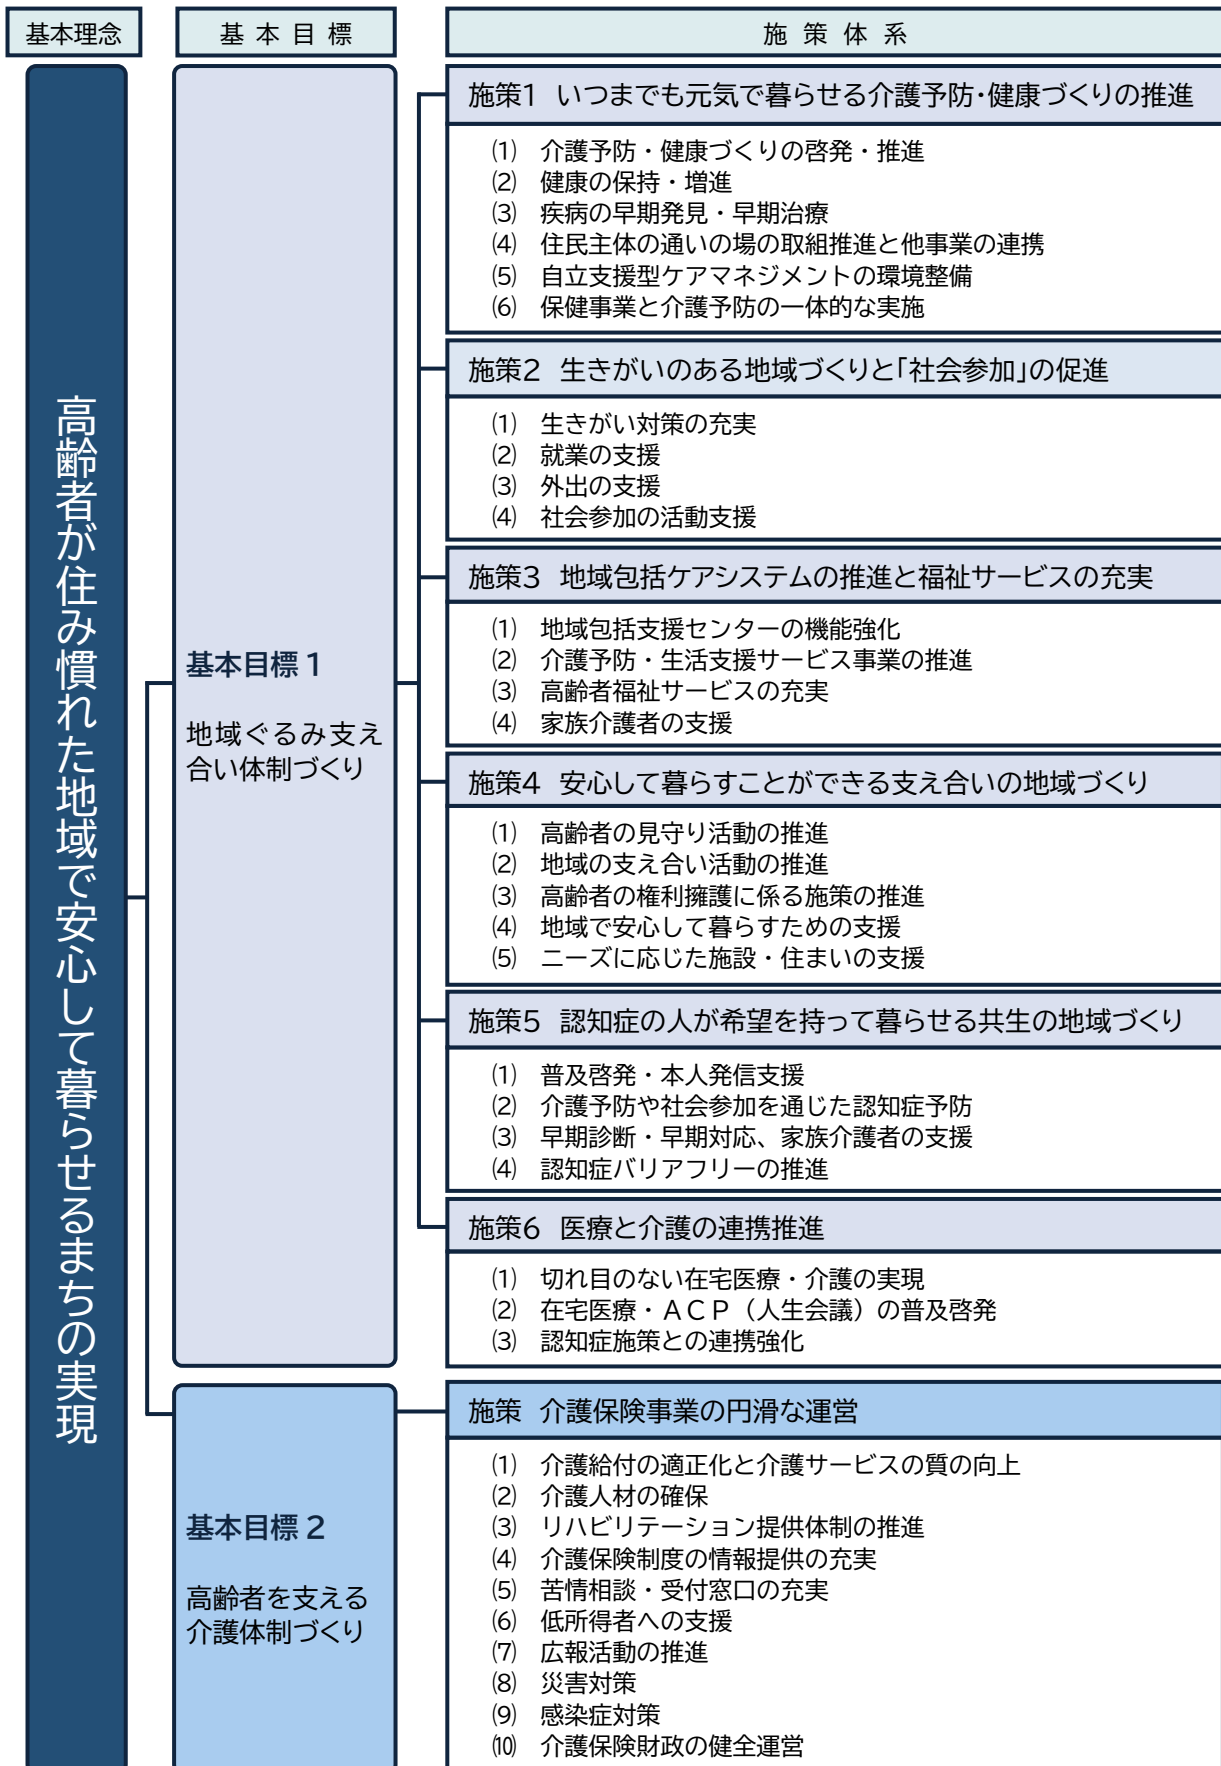 基本理念
基本目標
施策体系
高齢者が住み慣れた地域で安心して暮らせるまちの実現
基本目標1
地域ぐるみ支え
合い体制づくり
施策1 いつまでも元気で暮らせる介護予防・健康づくりの推進
⑴ 介護予防・健康づくりの啓発・推進
⑵ 健康の保持・増進
⑶ 疾病の早期発見・早期治療
⑷ 住民主体の通いの場の取組推進と他事業の連携
⑸ 自立支援型ケアマネジメントの環境整備
⑹ 保健事業と介護予防の一体的な実施
施策2 生きがいのある地域づくりと「社会参加」の促進
⑴ 生きがい対策の充実
⑵ 就業の支援
⑶ 外出の支援
⑷ 社会参加の活動支援
施策3 地域包括ケアシステムの推進と福祉サービスの充実
⑴ 地域包括支援センターの機能強化
⑵ 介護予防・生活支援サービス事業の推進
⑶ 高齢者福祉サービスの充実
⑷ 家族介護者の支援
施策4 安心して暮らすことができる支え合いの地域づくり
⑴ 高齢者の見守り活動の推進
⑵ 地域の支え合い活動の推進
⑶ 高齢者の権利擁護に係る施策の推進
⑷ 地域で安心して暮らすための支援
⑸ ニーズに応じた施設・住まいの支援
施策5 認知症の人が希望を持って暮らせる共生の地域づくり
⑴ 普及啓発・本人発信支援
⑵ 介護予防や社会参加を通じた認知症予防
⑶ 早期診断・早期対応、家族介護者の支援
⑷ 認知症バリアフリーの推進
施策6 医療と介護の連携推進
⑴ 切れ目のない在宅医療・介護の実現
⑵ 在宅医療・ACP（人生会議）の普及啓発
⑶ 認知症施策との連携強化
基本目標2
高齢者を支える
介護体制づくり
施策 介護保険事業の円滑な運営
⑴ 介護給付の適正化と介護サービスの質の向上
⑵ 介護人材の確保
⑶ リハビリテーション提供体制の推進
⑷ 介護保険制度の情報提供の充実
⑸ 苦情相談・受付窓口の充実
⑹ 低所得者への支援
⑺ 広報活動の推進
⑻ 災害対策
⑼ 感染症対策
⑽ 介護保険財政の健全運営